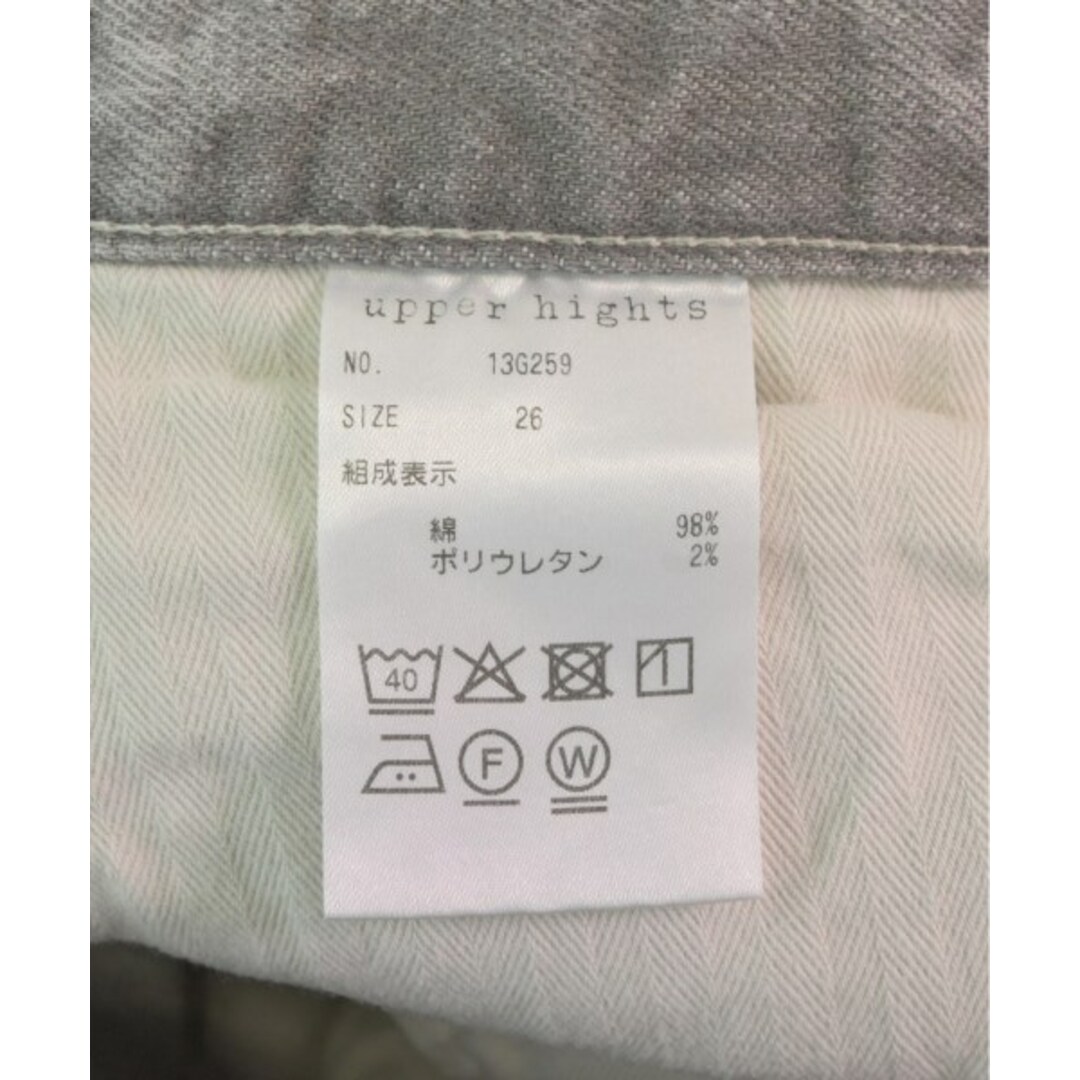 upper hights
NO. 13G259
SIZE 26
組成表示
綿 98%
ポリウレタン 2%
40
F W